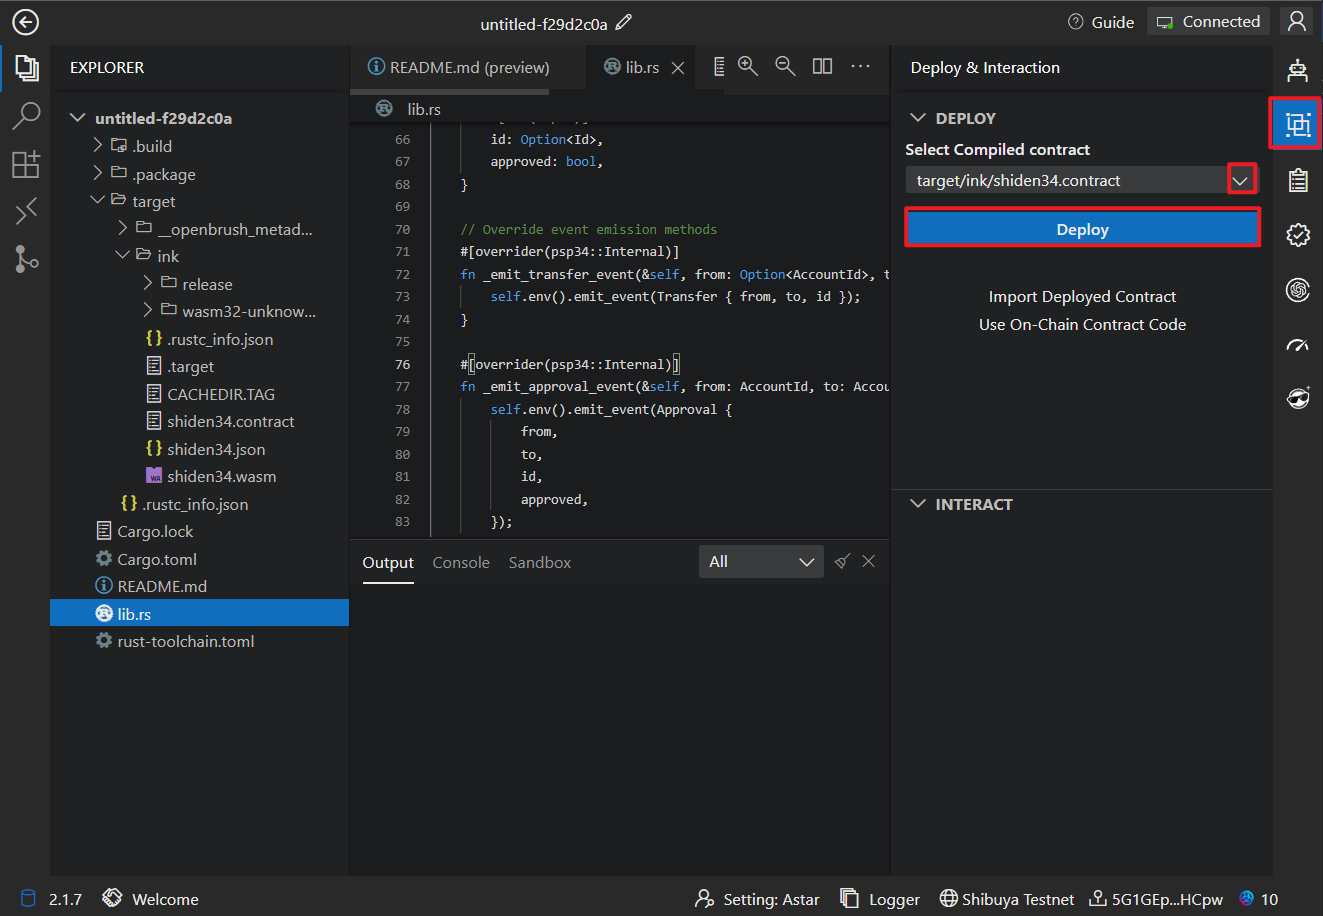 untitled-f29d2c0a
Guide
Connected
EXPLORER
untitled-f29d2c0a
.build
.package
target
__openbrush_metad...
ink
release
wasm32-unknow...
.rustc_info.json
.target
CACHEDIR.TAG
shiden34.contract
shiden34.json
shiden34.wasm
.rustc_info.json
Cargo.lock
Cargo.toml
README.md
lib.rs
rust-toolchain.toml
README.md (preview)
lib.rs
lib.rs
66 id: Option<Id>,
67 approved: bool,
68 }
69
70 // Override event emission methods
71 #[overrider(psp34::Internal)]
72 fn _emit_transfer_event(&self, from: Option<AccountId>, t
73 self.env().emit_event(Transfer { from, to, id });
74 }
75
76 #[overrider(psp34::Internal)]
77 fn _emit_approval_event(&self, from: AccountId, to: Accou
78 self.env().emit_event(Approval {
79 from,
80 to,
81 id,
82 approved,
83 });
Output Console Sandbox
All
Deploy & Interaction
DEPLOY
Select Compiled contract
target/ink/shiden34.contract
Deploy
Import Deployed Contract
Use On-Chain Contract Code
INTERACT
2.1.7
Welcome
Setting: Astar
Logger
Shibuya Testnet
5G1GEp...HCpw
10